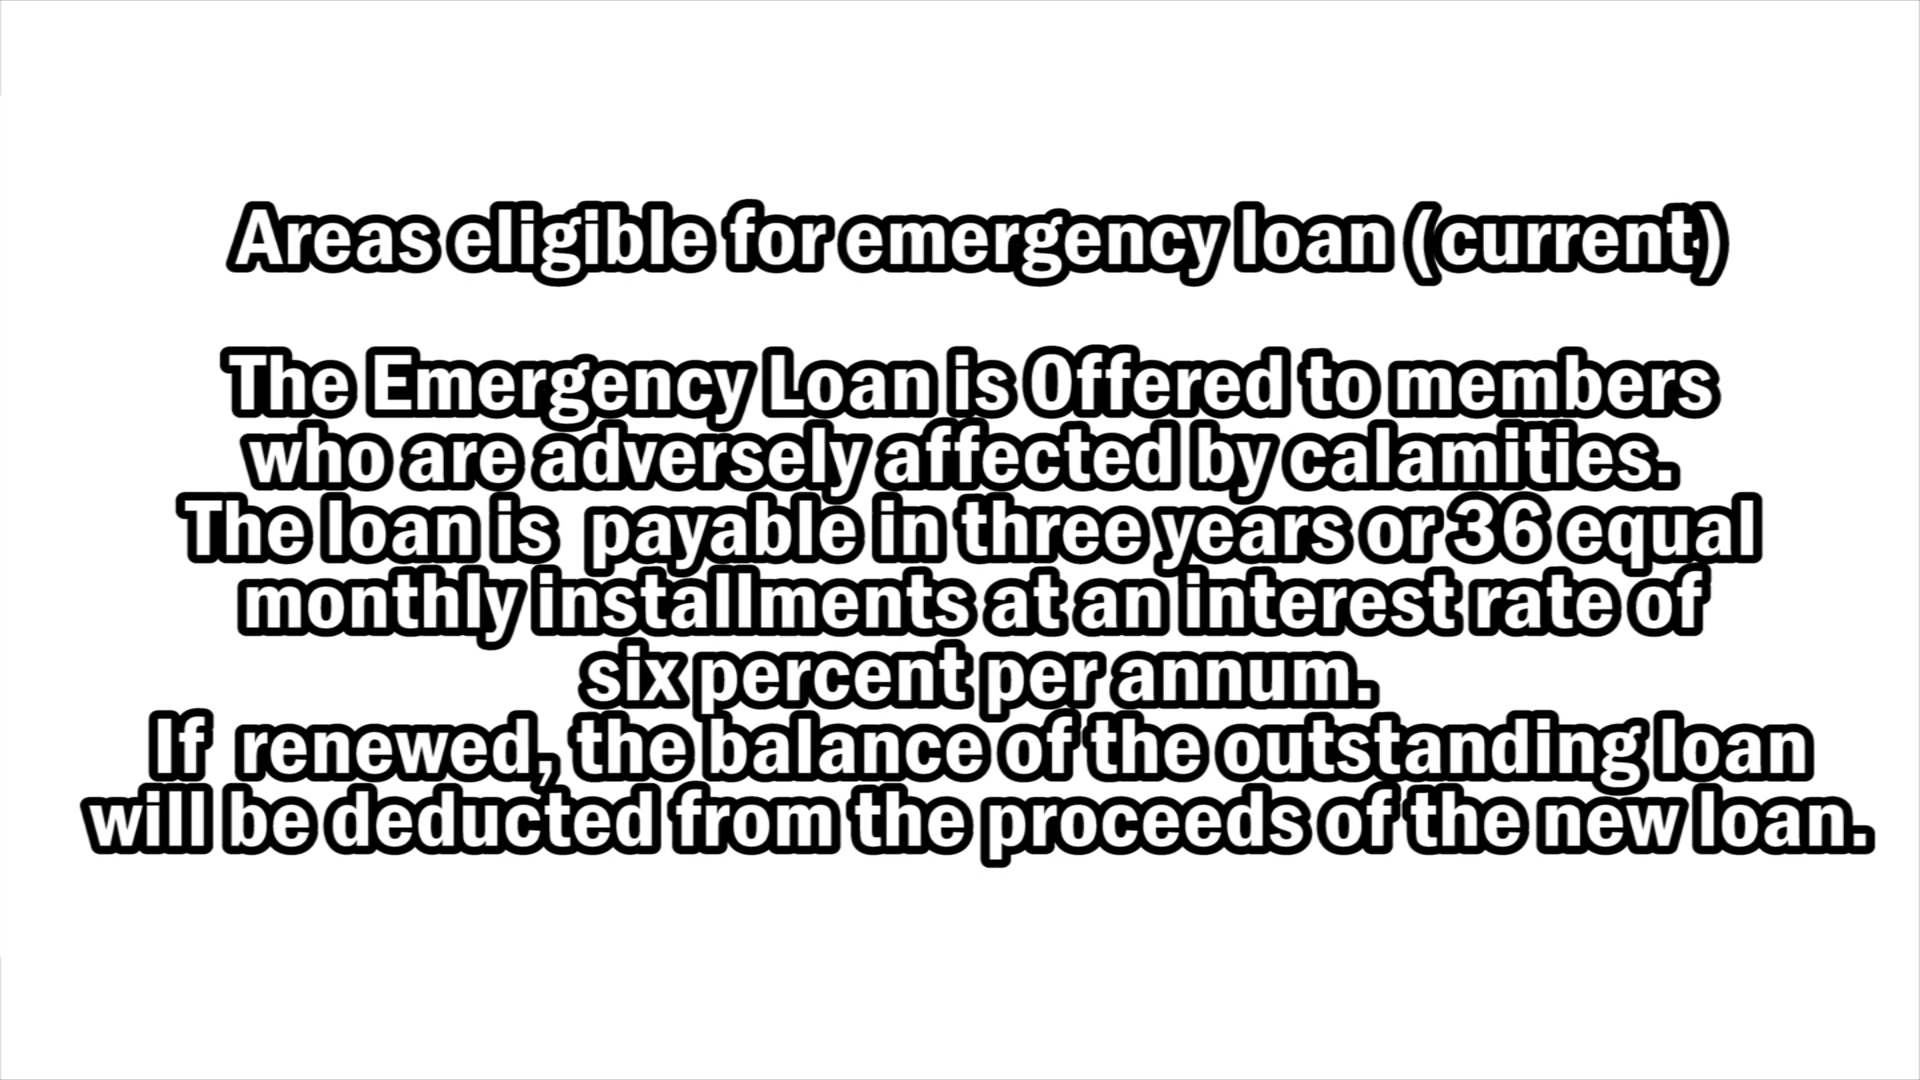 Areas eligible for emergency loan (current)
The Emergency Loan is Offered to members
who are adversely affected by calamities.
The loan is  payable in three years or 36 equal
monthly installments at an interest rate of
six percent per annum.
If  renewed, the balance of the outstanding loan
will be deducted from the proceeds of the new loan.